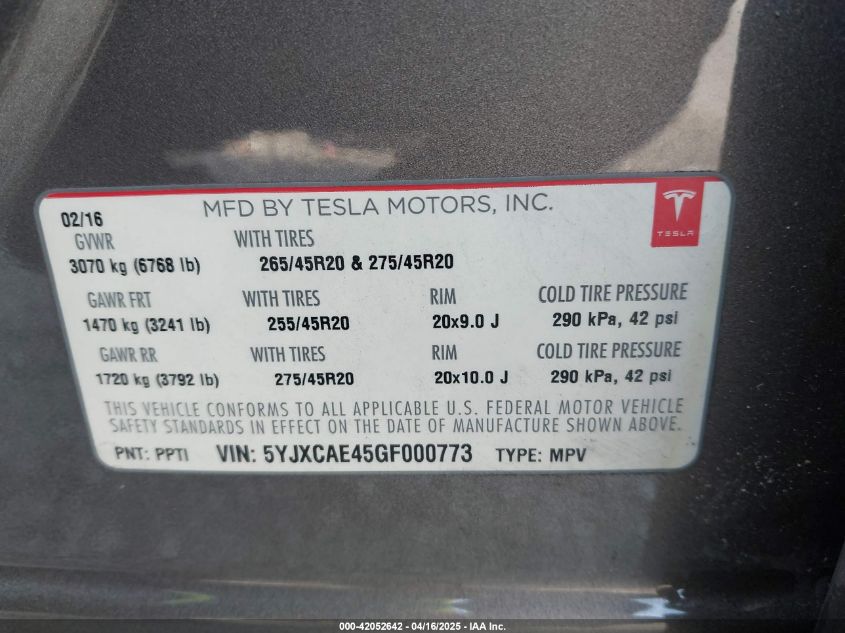 02/16 MFD BY TESLA MOTORS, INC.
TESLA
GVWR WITH TIRES
3070 kg (6768 lb) 265/45R20 & 275/45R20
GAWR FRT WITH TIRES RIM COLD TIRE PRESSURE
1470 kg (3241 lb) 255/45R20 20x9.0 J 290 kPa, 42 psi
GAWR RR WITH TIRES RIM COLD TIRE PRESSURE
1720 kg (3792 lb) 275/45R20 20x10.0 J 290 kPa, 42 psi
THIS VEHICLE CONFORMS TO ALL APPLICABLE U.S. FEDERAL MOTOR VEHICLE
SAFETY STANDARDS IN EFFECT ON THE DATE OF MANUFACTURE SHOWN ABOVE.
PNT: PPTI VIN: 5YJXCAE45GF000773 TYPE: MPV
000-42052642 - 04/16/2025 - IAA Inc.